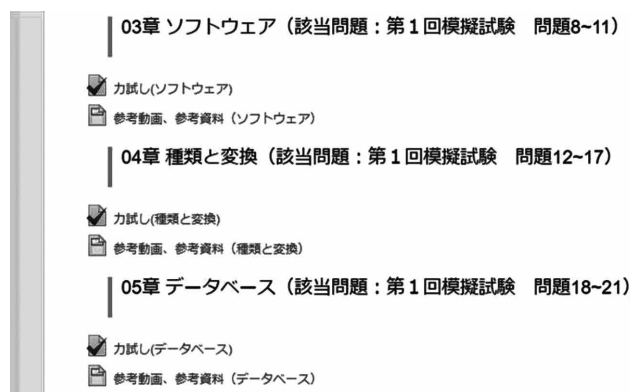 03章 ソフトウェア（該当問題：第１回模擬試験　問題8~11）
力試し(ソフトウェア)
参考動画、参考資料（ソフトウェア）
04章 種類と変換（該当問題：第１回模擬試験　問題12~17）
力試し(種類と変換)
参考動画、参考資料（種類と変換）
05章 データベース（該当問題：第１回模擬試験　問題18~21）
力試し(データベース)
参考動画、参考資料（データベース）